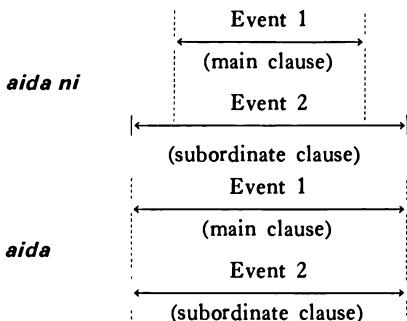 Event 1
(main clause)
aida ni
Event 2
(subordinate clause)
Event 1
(main clause)
aida
Event 2
(subordinate clause)